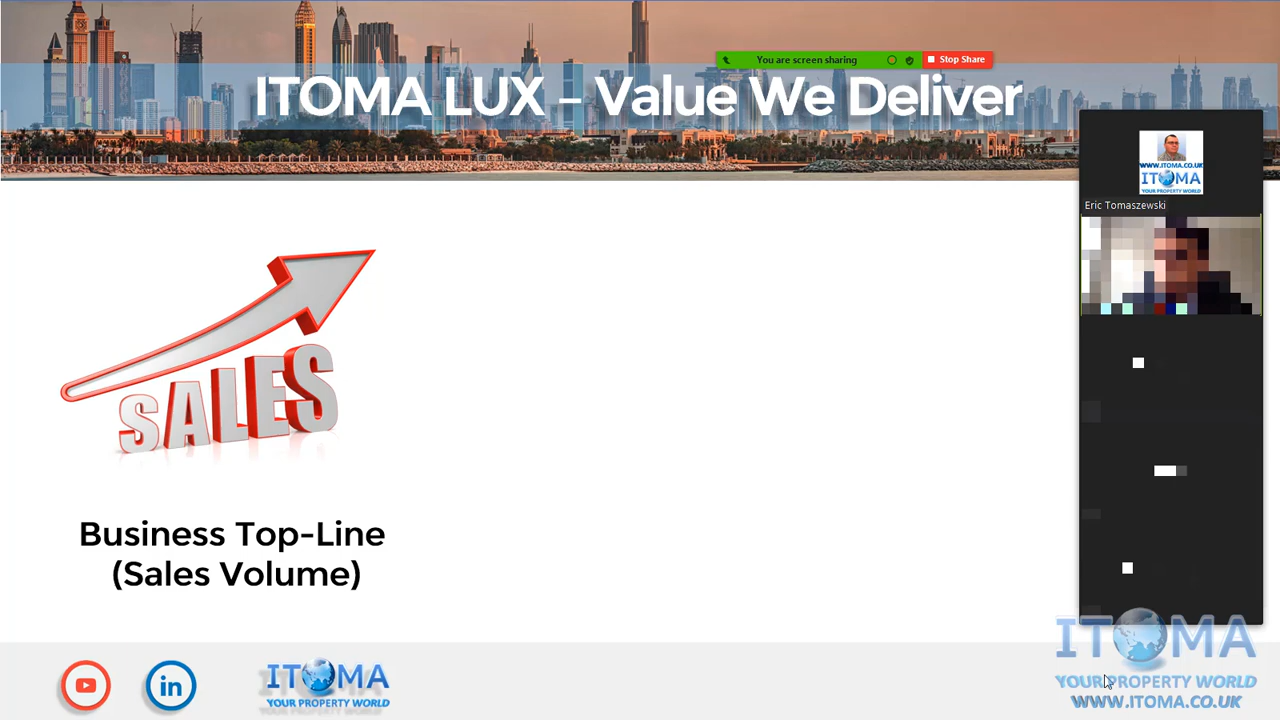 You are screen sharing
Stop Share
ITOMA LUX – Value We Deliver
WWW.ITOMA.CO.UK
ITOMA
YOUR PROPERTY WORLD
Eric Tomaszewski
SALES
Business Top-Line
(Sales Volume)
in
ITOMA
YOUR PROPERTY WORLD
ITOMA
YOUR PROPERTY WORLD
WWW.ITOMA.CO.UK